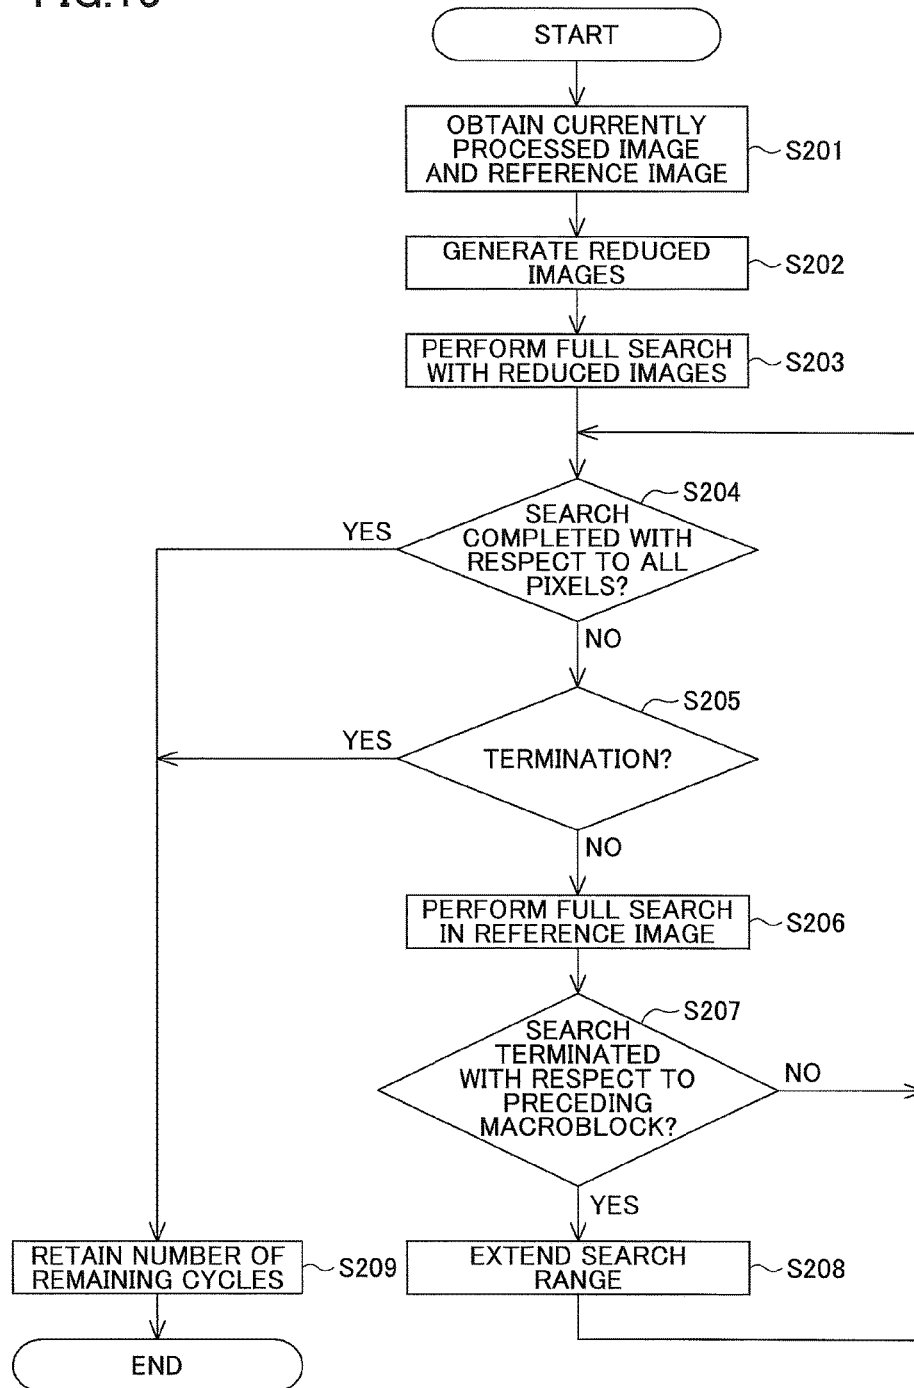 START
OBTAIN CURRENTLY
PROCESSED IMAGE
AND REFERENCE IMAGE
S201
GENERATE REDUCED
IMAGES
S202
PERFORM FULL SEARCH
WITH REDUCED IMAGES
S203
S204
SEARCH
COMPLETED WITH
RESPECT TO ALL
PIXELS?
YES
NO
S205
TERMINATION?
YES
NO
PERFORM FULL SEARCH
IN REFERENCE IMAGE
S206
S207
SEARCH
TERMINATED
WITH RESPECT TO
PRECEDING
MACROBLOCK?
NO
YES
RETAIN NUMBER OF
REMAINING CYCLES
S209
EXTEND SEARCH
RANGE
S208
END